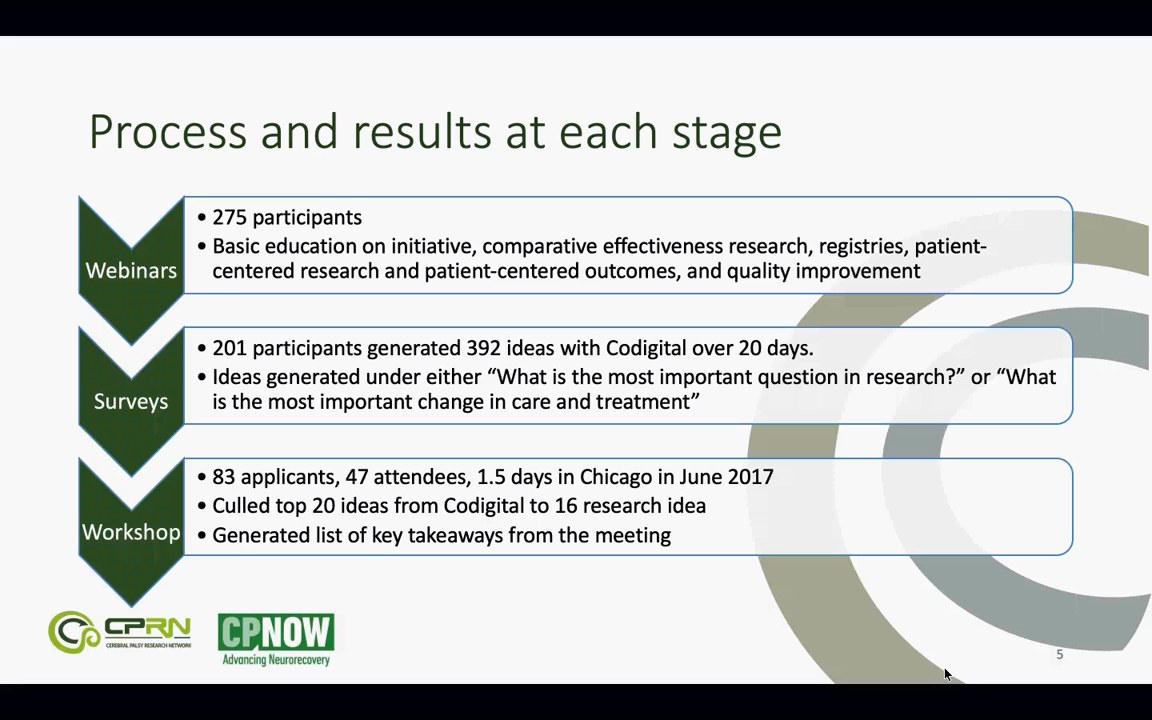 Process and results at each stage
Webinars
• 275 participants
• Basic education on initiative, comparative effectiveness research, registries, patient-
centered research and patient-centered outcomes, and quality improvement
Surveys
• 201 participants generated 392 ideas with Codigital over 20 days.
• Ideas generated under either “What is the most important question in research?” or “What
is the most important change in care and treatment”
Workshop
• 83 applicants, 47 attendees, 1.5 days in Chicago in June 2017
• Culled top 20 ideas from Codigital to 16 research idea
• Generated list of key takeaways from the meeting
CPRN
CEREBRAL PALSY RESEARCH NETWORK
CPNOW
Advancing Neurorecovery
5